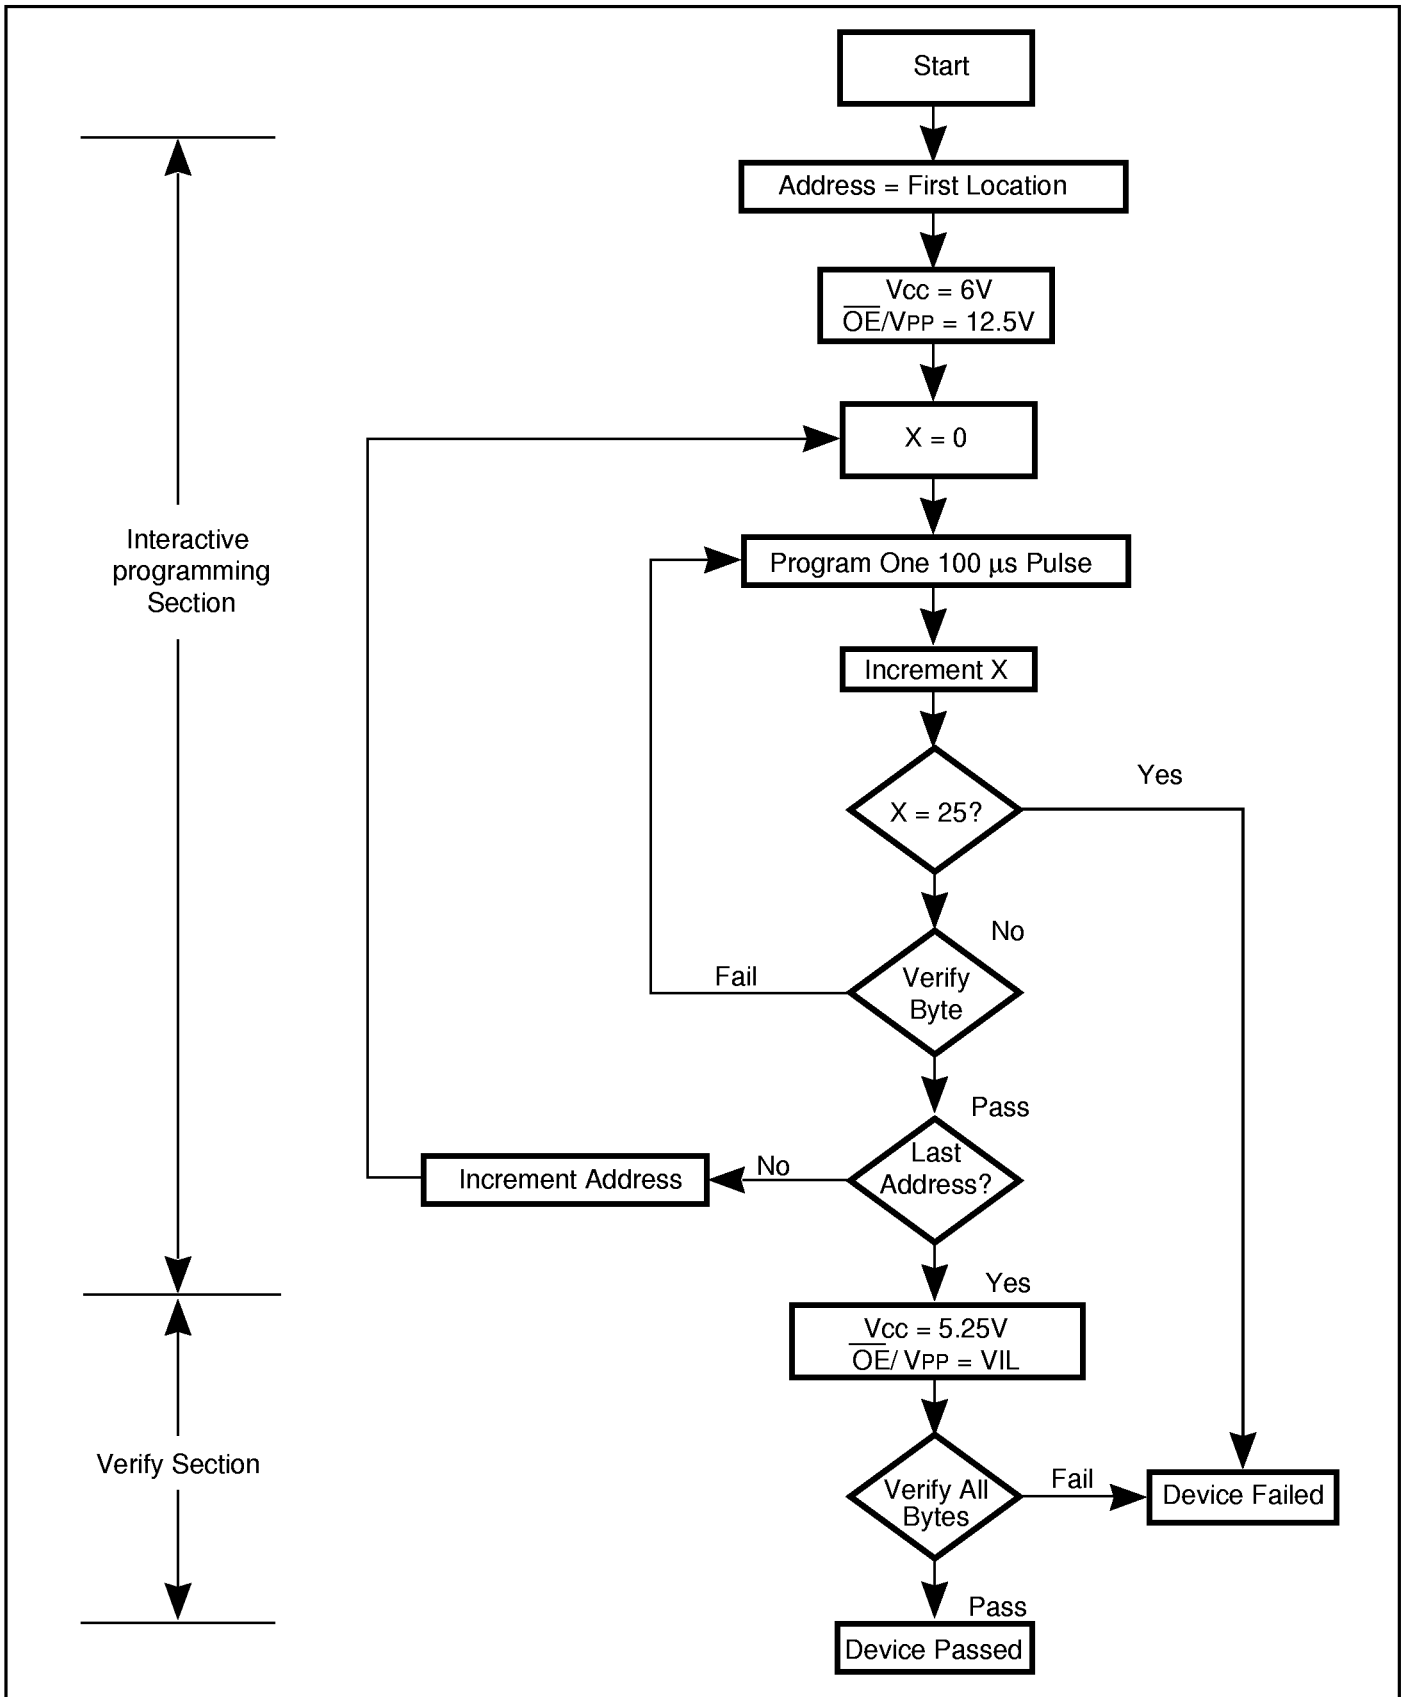 Start
Address = First Location
Vcc = 6V
OE/VPP = 12.5V
X = 0
Interactive
programming
Section
Program One 100 µs Pulse
Increment X
X = 25?
Yes
No
Verify
Byte
Fail
Pass
Last
Address?
No
Increment Address
Yes
Vcc = 5.25V
OE/ VPP = VIL
Verify Section
Verify All
Bytes
Fail
Device Failed
Pass
Device Passed